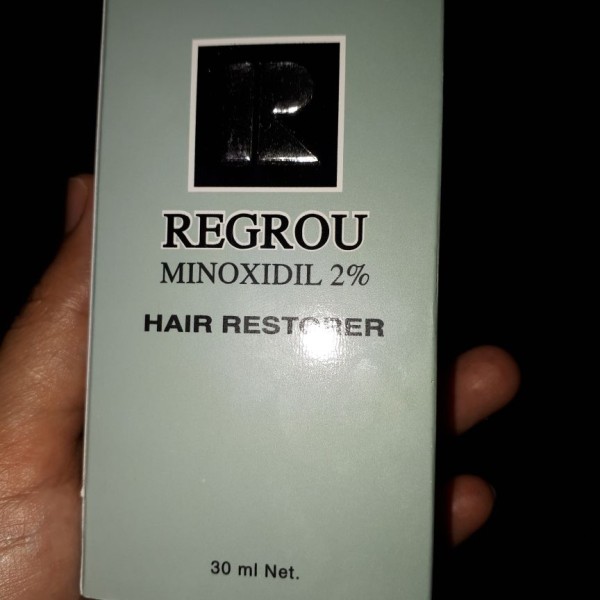 R
REGROU
MINOXIDIL 2%
HAIR RESTORER
30 ml Net.